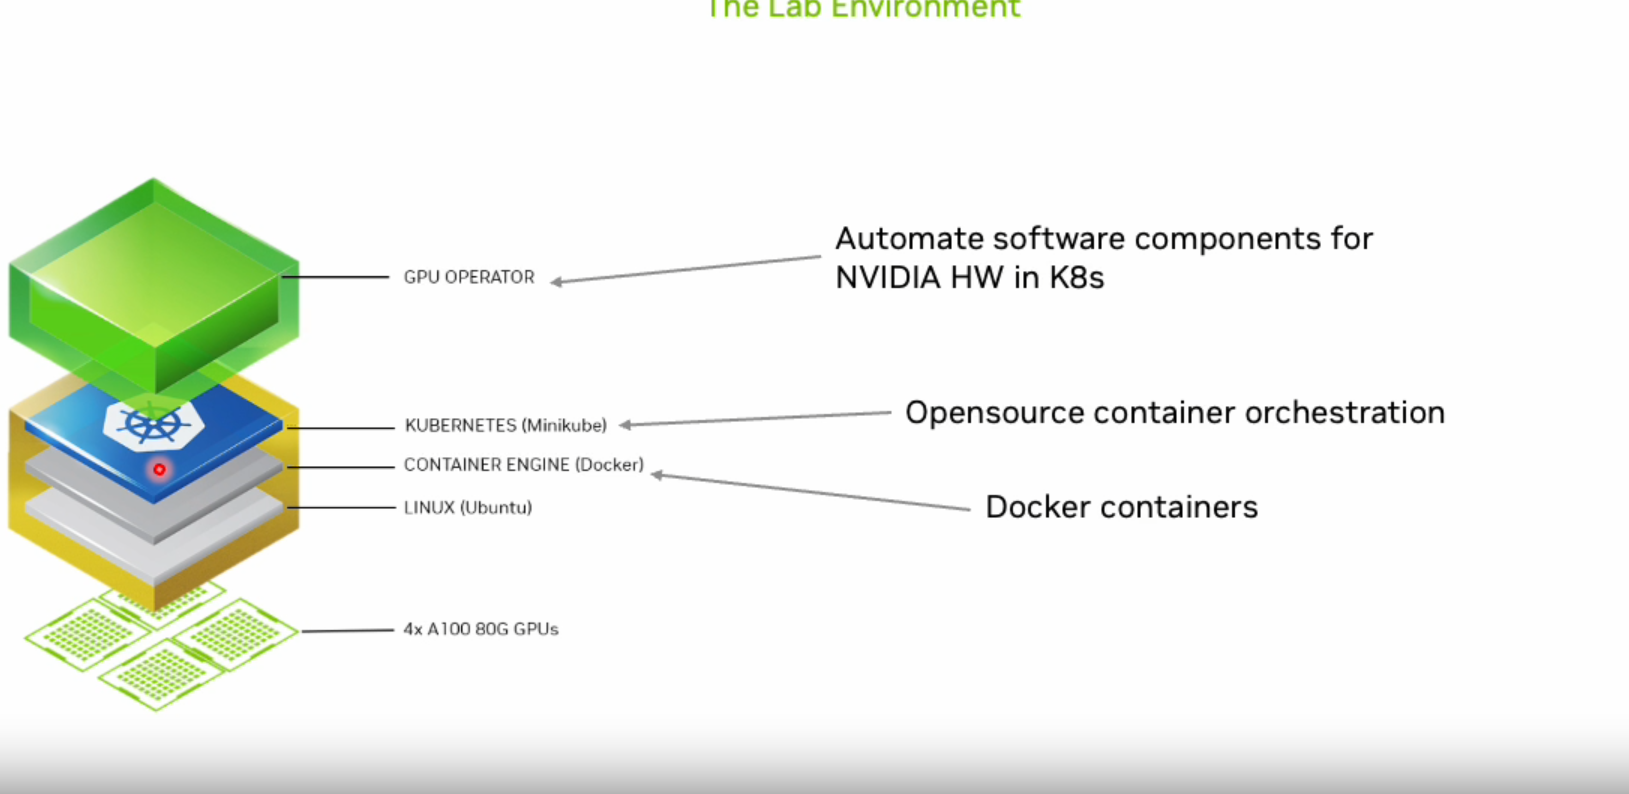 The Lab Environment
GPU OPERATOR
Automate software components for
NVIDIA HW in K8s
KUBERNETES (Minikube)
Opensource container orchestration
CONTAINER ENGINE (Docker)
LINUX (Ubuntu)
Docker containers
4x A100 80G GPUs